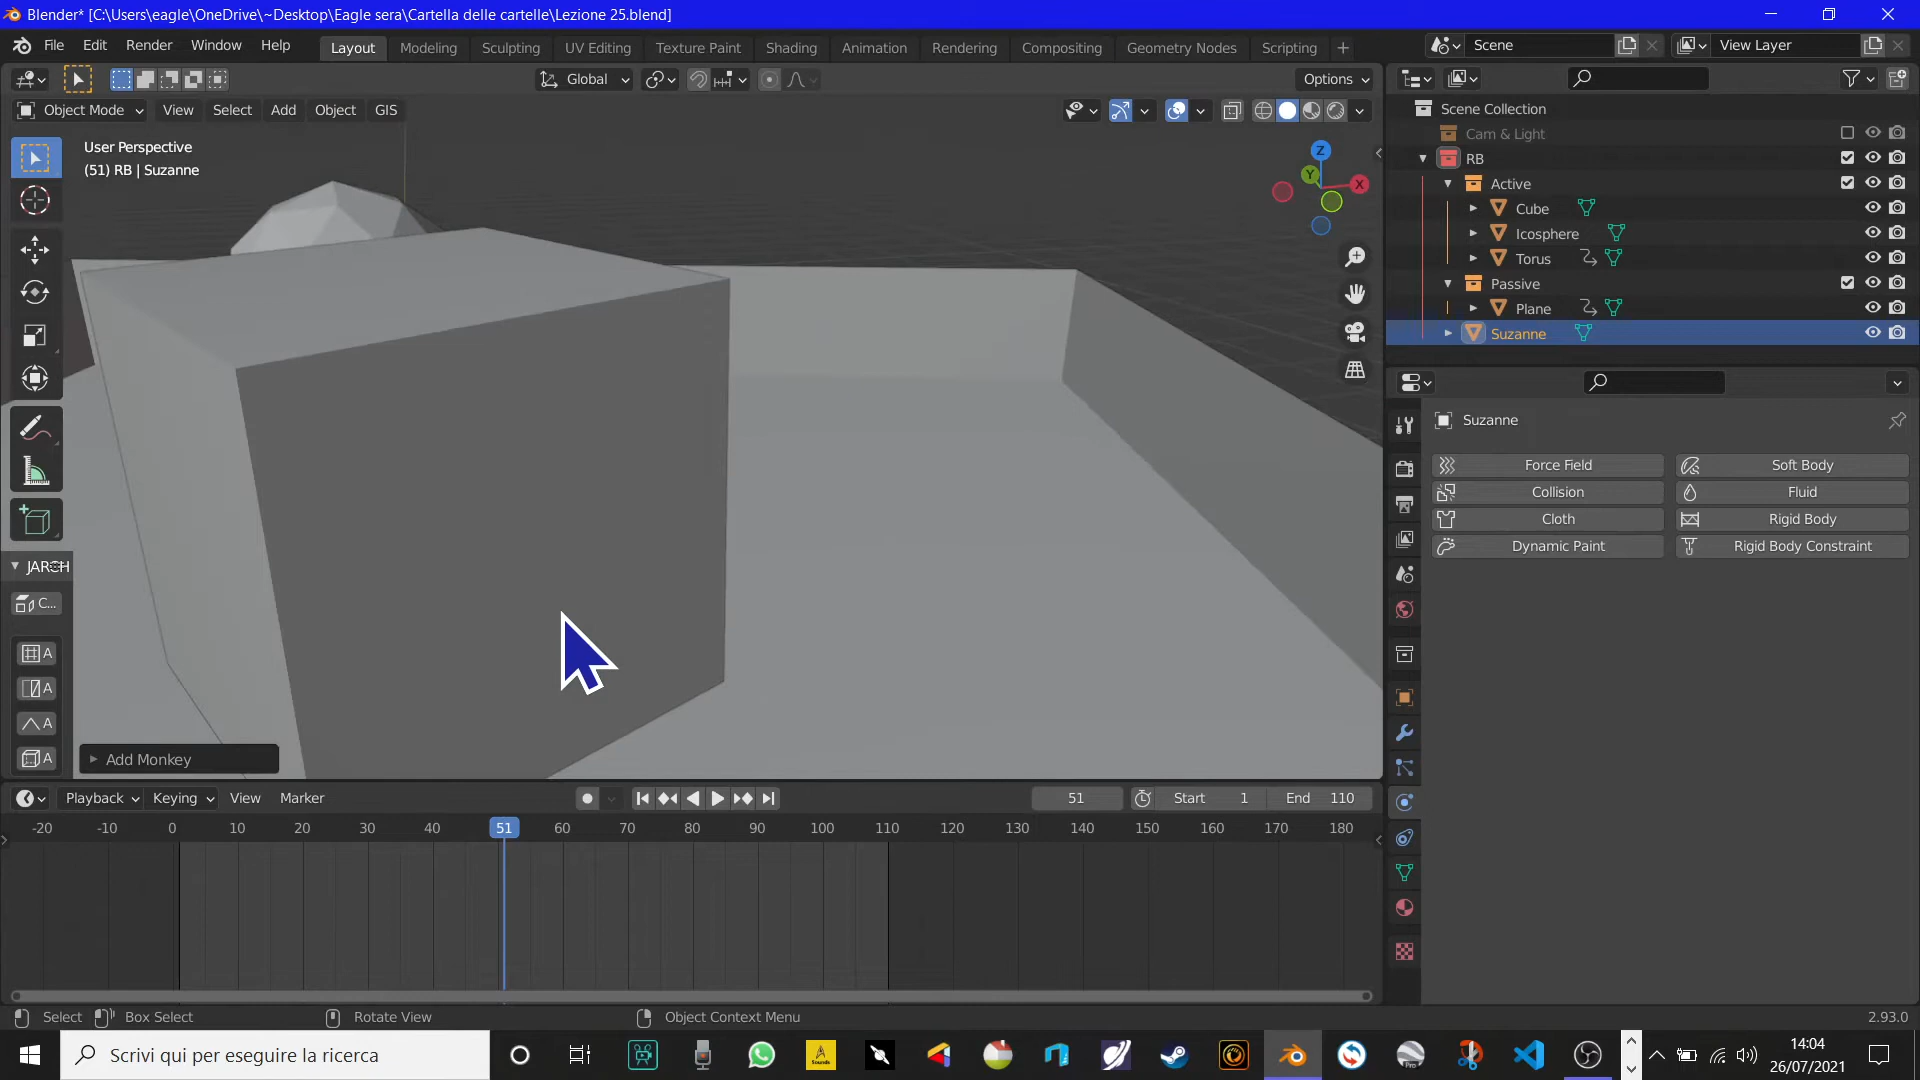 Blender* [C:\Users\eagle\OneDrive\~Desktop\Eagle sera\Cartella delle cartelle\Lezione 25.blend]
File Edit Render Window Help Layout Modeling Sculpting UV Editing Texture Paint Shading Animation Rendering Compositing Geometry Nodes Scripting + Scene View Layer
Global Options
Object Mode View Select Add Object GIS
User Perspective
(51) RB | Suzanne
Z
Y
X
Scene Collection
Cam & Light
RB
Active
Cube
Icosphere
Torus
Passive
Plane
Suzanne
Suzanne
Force Field Soft Body
Collision Fluid
Cloth Rigid Body
Dynamic Paint Rigid Body Constraint
C...
A
A
A
A
Add Monkey
Playback Keying View Marker 51 Start 1 End 110
-20 -10 0 10 20 30 40 51 60 70 80 90 100 110 120 130 140 150 160 170 180
Select Box Select Rotate View Object Context Menu 2.93.0
Scrivi qui per eseguire la ricerca
14:04
26/07/2021